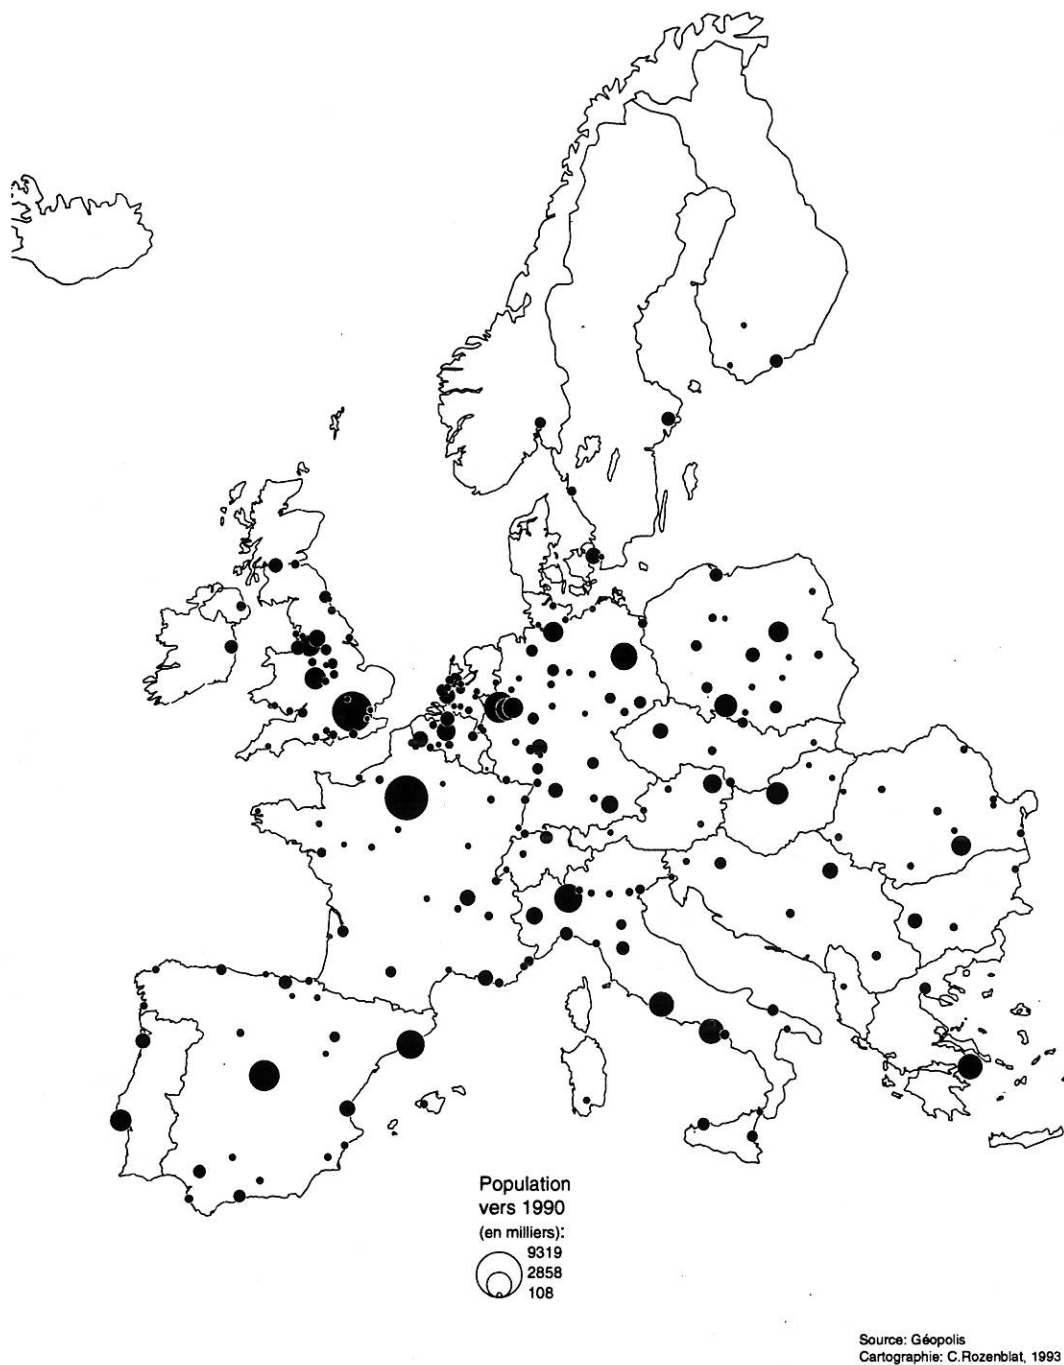 Population
vers 1990
(en milliers):
9319
2858
108
Source: Géopolis
Cartographie: C.Rozenblat, 1993